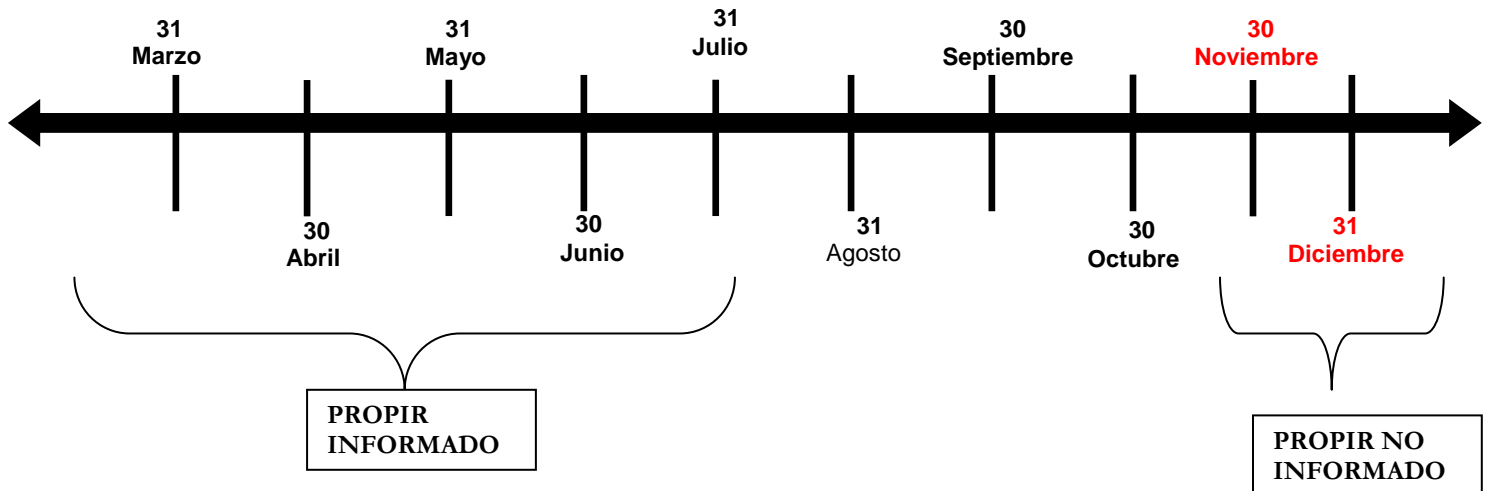 31
Marzo
31
Mayo
31
Julio
30
Septiembre
30
Noviembre
30
Abril
30
Junio
31
Agosto
30
Octubre
31
Diciembre
PROPIR
INFORMADO
PROPIR NO
INFORMADO